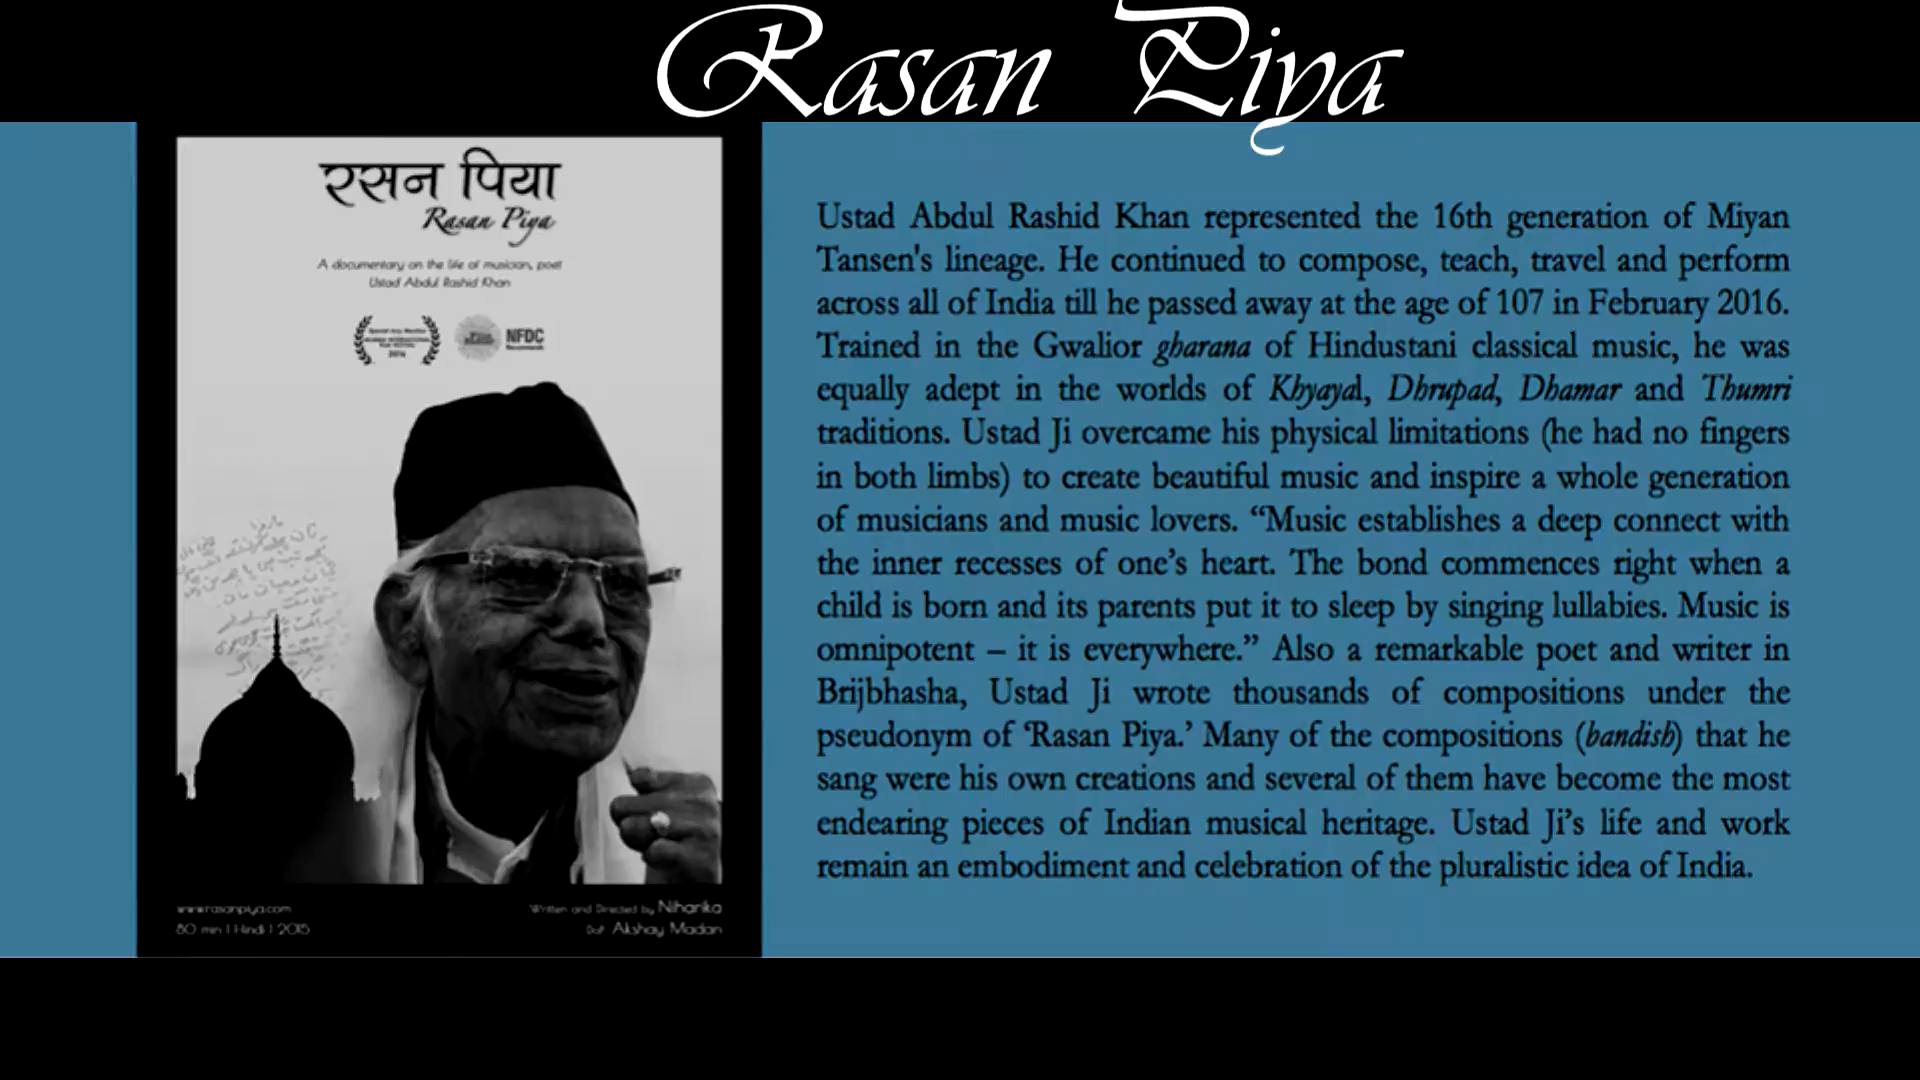 Rasan Piya
रसन पिया
Rasan Piya
A documentary on the life of musician, poet
Ustad Abdul Rashid Khan
Special Jury Mention
2016
NFDC
Recommends
www.rasanpiya.com
80 min | Hindi | 2015
Written and Directed by Niharika
DoP Akshay Madan
Ustad Abdul Rashid Khan represented the 16th generation of Miyan
Tansen's lineage. He continued to compose, teach, travel and perform
across all of India till he passed away at the age of 107 in February 2016.
Trained in the Gwalior gharana of Hindustani classical music, he was
equally adept in the worlds of Khyayal, Dhrupad, Dhamar and Thumri
traditions. Ustad Ji overcame his physical limitations (he had no fingers
in both limbs) to create beautiful music and inspire a whole generation
of musicians and music lovers. “Music establishes a deep connect with
the inner recesses of one’s heart. The bond commences right when a
child is born and its parents put it to sleep by singing lullabies. Music is
omnipotent – it is everywhere.” Also a remarkable poet and writer in
Brijbhasha, Ustad Ji wrote thousands of compositions under the
pseudonym of ‘Rasan Piya.’ Many of the compositions (bandish) that he
sang were his own creations and several of them have become the most
endearing pieces of Indian musical heritage. Ustad Ji’s life and work
remain an embodiment and celebration of the pluralistic idea of India.